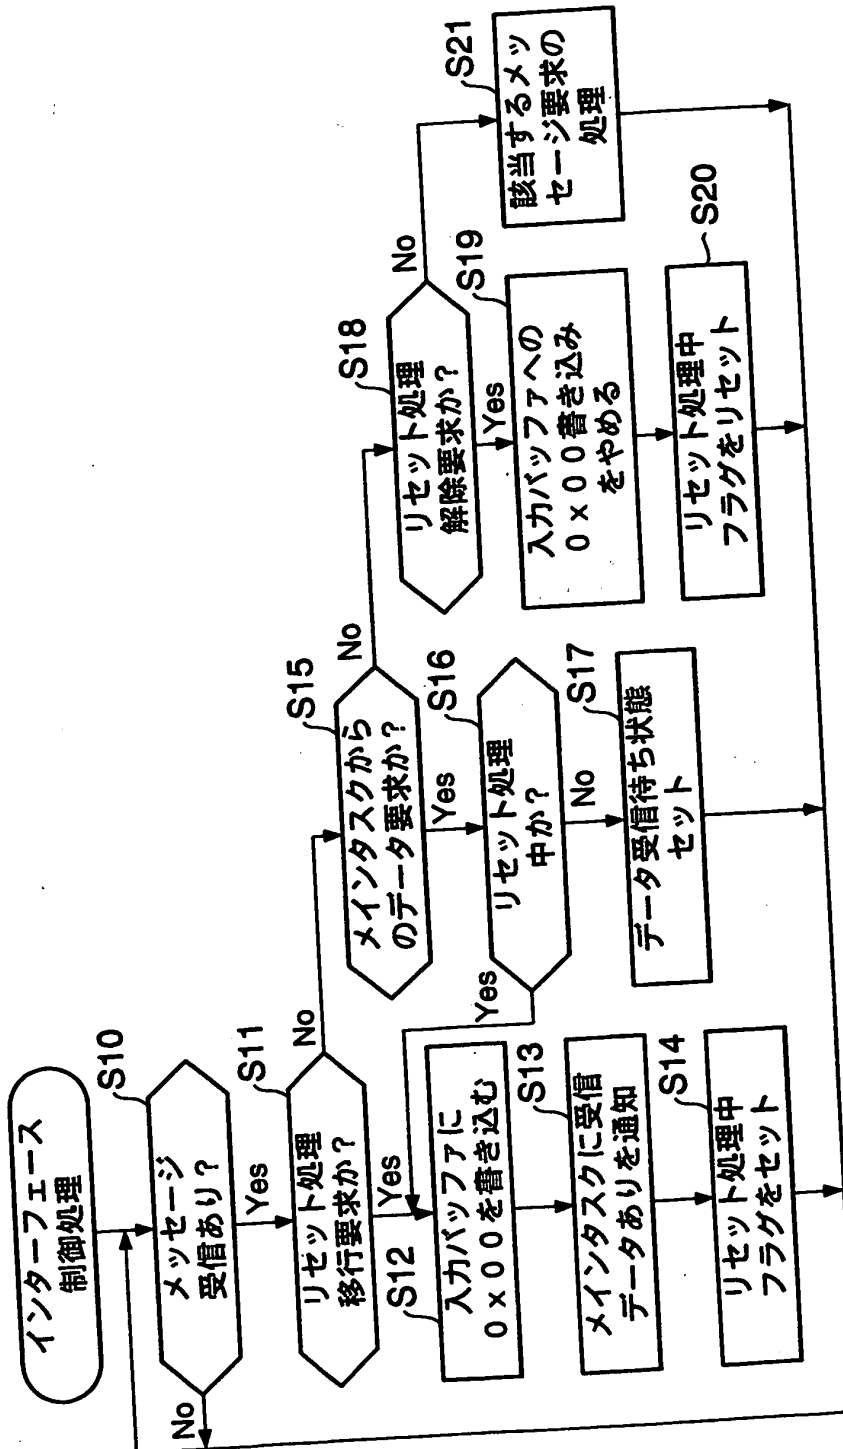 インターフェース
制御処理
S10
メッセージ
受信あり？
No
Yes
S11
リセット処理
移行要求か？
No
Yes
S12
入力バッファに
０×００を書き込む
S13
メインタスクに受信
データありを通知
S14
リセット処理中
フラグをセット
S15
メインタスクから
のデータ要求か？
No
Yes
S16
リセット処理
中か？
Yes
No
S17
データ受信待ち状態
セット
S18
リセット処理
解除要求か？
No
Yes
S19
入力バッファへの
０×００書き込み
をやめる
S20
リセット処理中
フラグをリセット
S21
該当するメッ
セージ要求の
処理